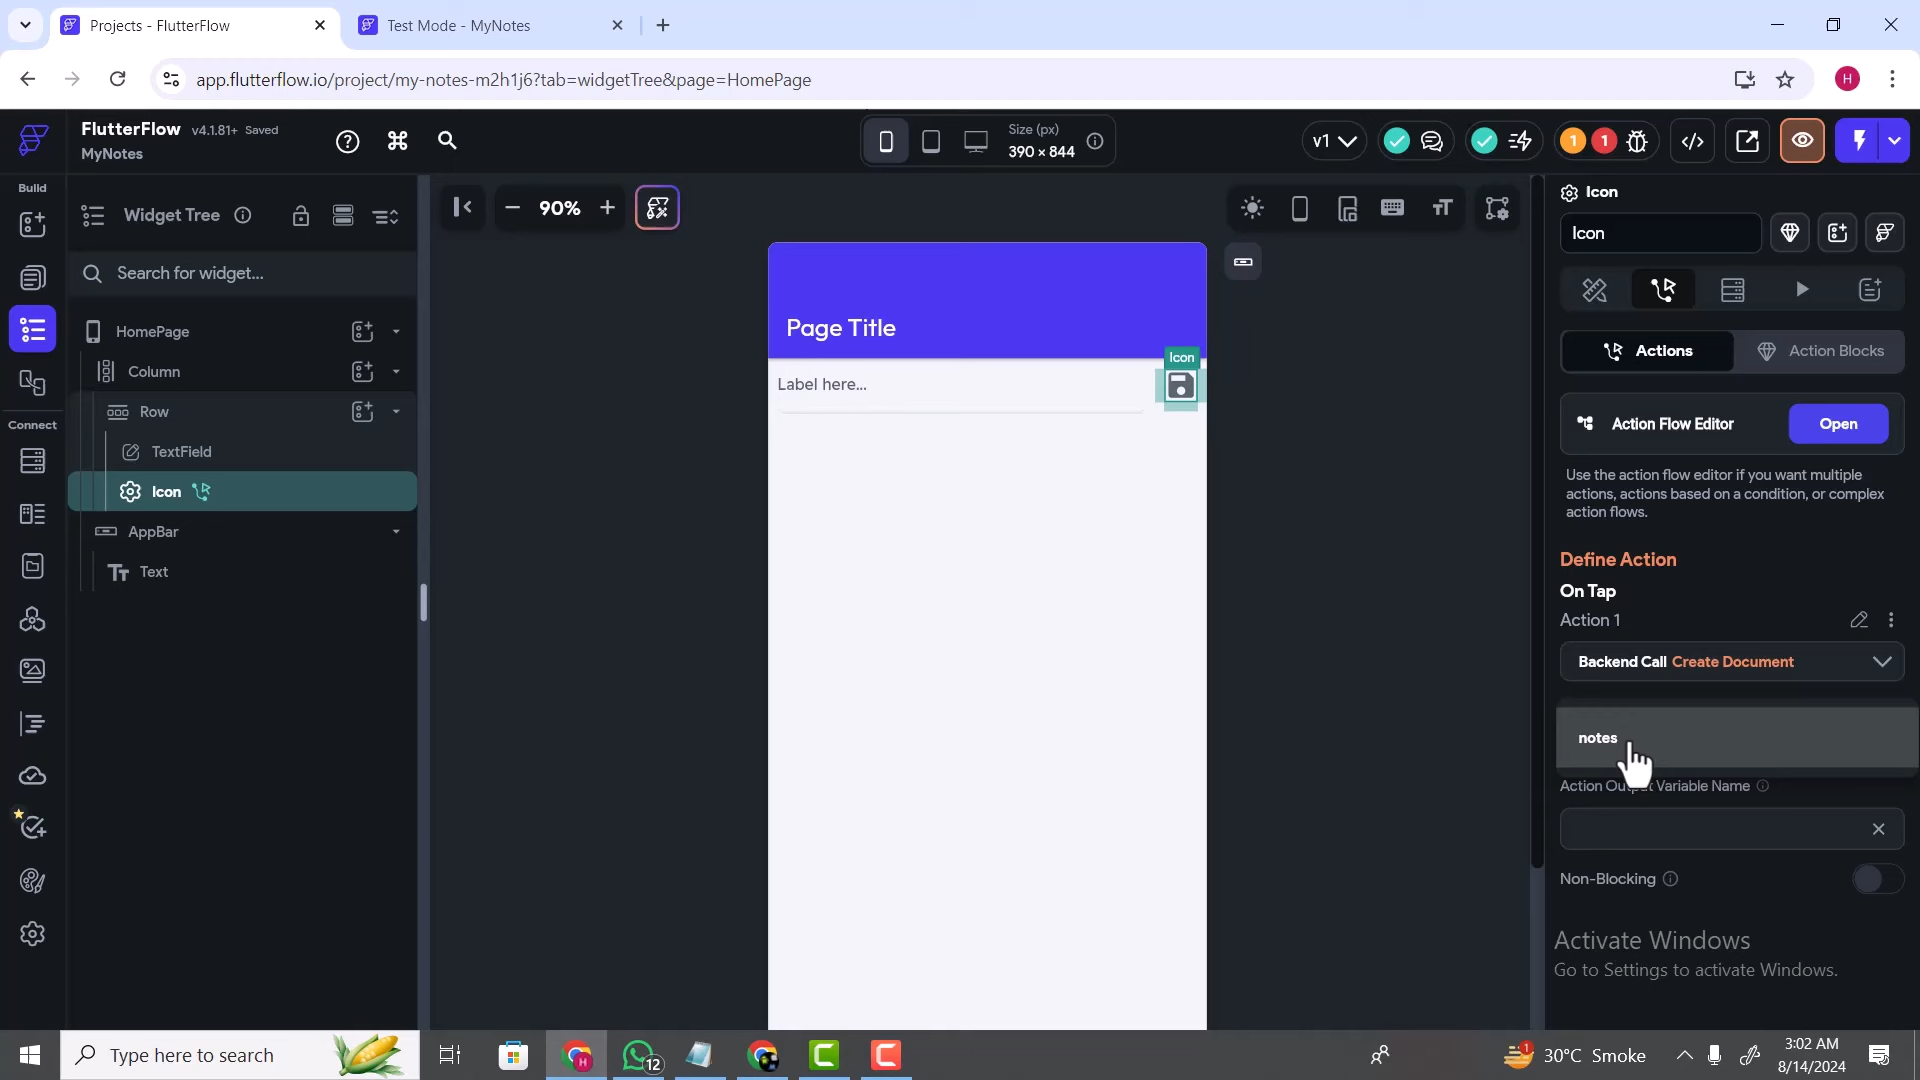 Projects - FlutterFlow
Test Mode - MyNotes
app.flutterflow.io/project/my-notes-m2h1j6?tab=widgetTree&page=HomePage
H
FlutterFlow v4.1.81+ Saved
MyNotes
Size (px)
390 × 844
v1
1
1
Build
Connect
Widget Tree
Search for widget...
HomePage
Column
Row
TextField
Icon
AppBar
Text
90%
Page Title
Icon
Label here...
Icon
Icon
Actions
Action Blocks
Action Flow Editor
Open
Use the action flow editor if you want multiple
actions, actions based on a condition, or complex
action flows.
Define Action
On Tap
Action 1
Backend Call Create Document
notes
Action Output Variable Name
Non-Blocking
Activate Windows
Go to Settings to activate Windows.
Type here to search
12
1
30°C Smoke
3:02 AM
8/14/2024